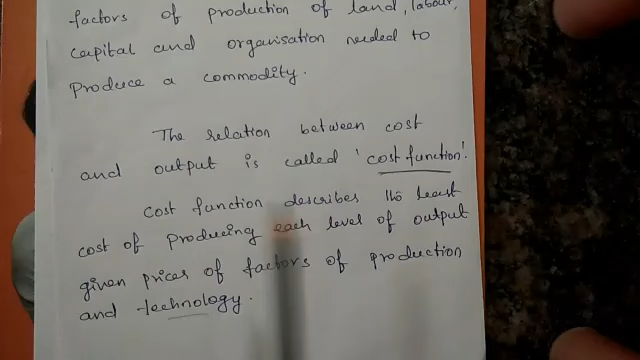 factors of production of land, labour,
capital and organisation needed to
produce a commodity.
The relation between cost
and output is called 'cost function'.
Cost function describes the least
cost of producing each level of output
given prices of factors of production
and technology.